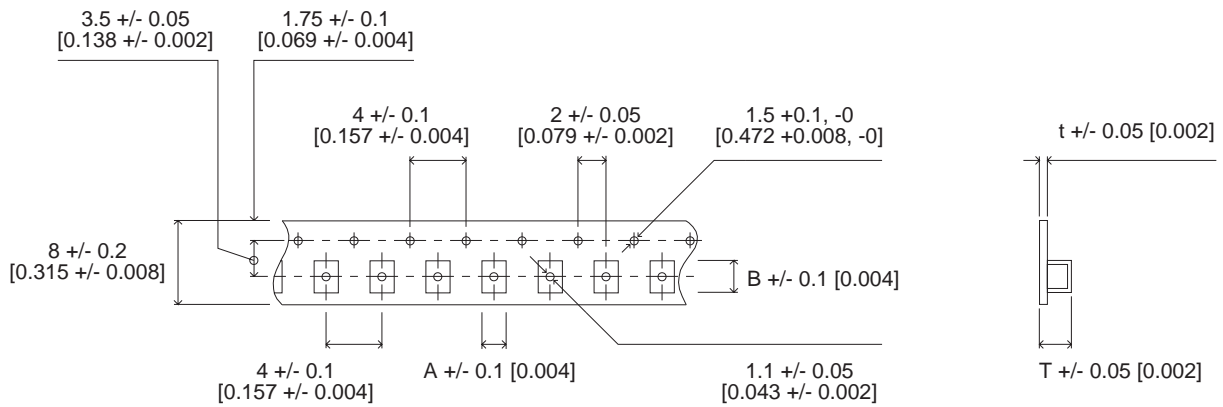 3.5 +/- 0.05
[0.138 +/- 0.002]
1.75 +/- 0.1
[0.069 +/- 0.004]
4 +/- 0.1
[0.157 +/- 0.004]
2 +/- 0.05
[0.079 +/- 0.002]
1.5 +0.1, -0
[0.472 +0.008, -0]
t +/- 0.05 [0.002]
8 +/- 0.2
[0.315 +/- 0.008]
B +/- 0.1 [0.004]
4 +/- 0.1
[0.157 +/- 0.004]
A +/- 0.1 [0.004]
1.1 +/- 0.05
[0.043 +/- 0.002]
T +/- 0.05 [0.002]